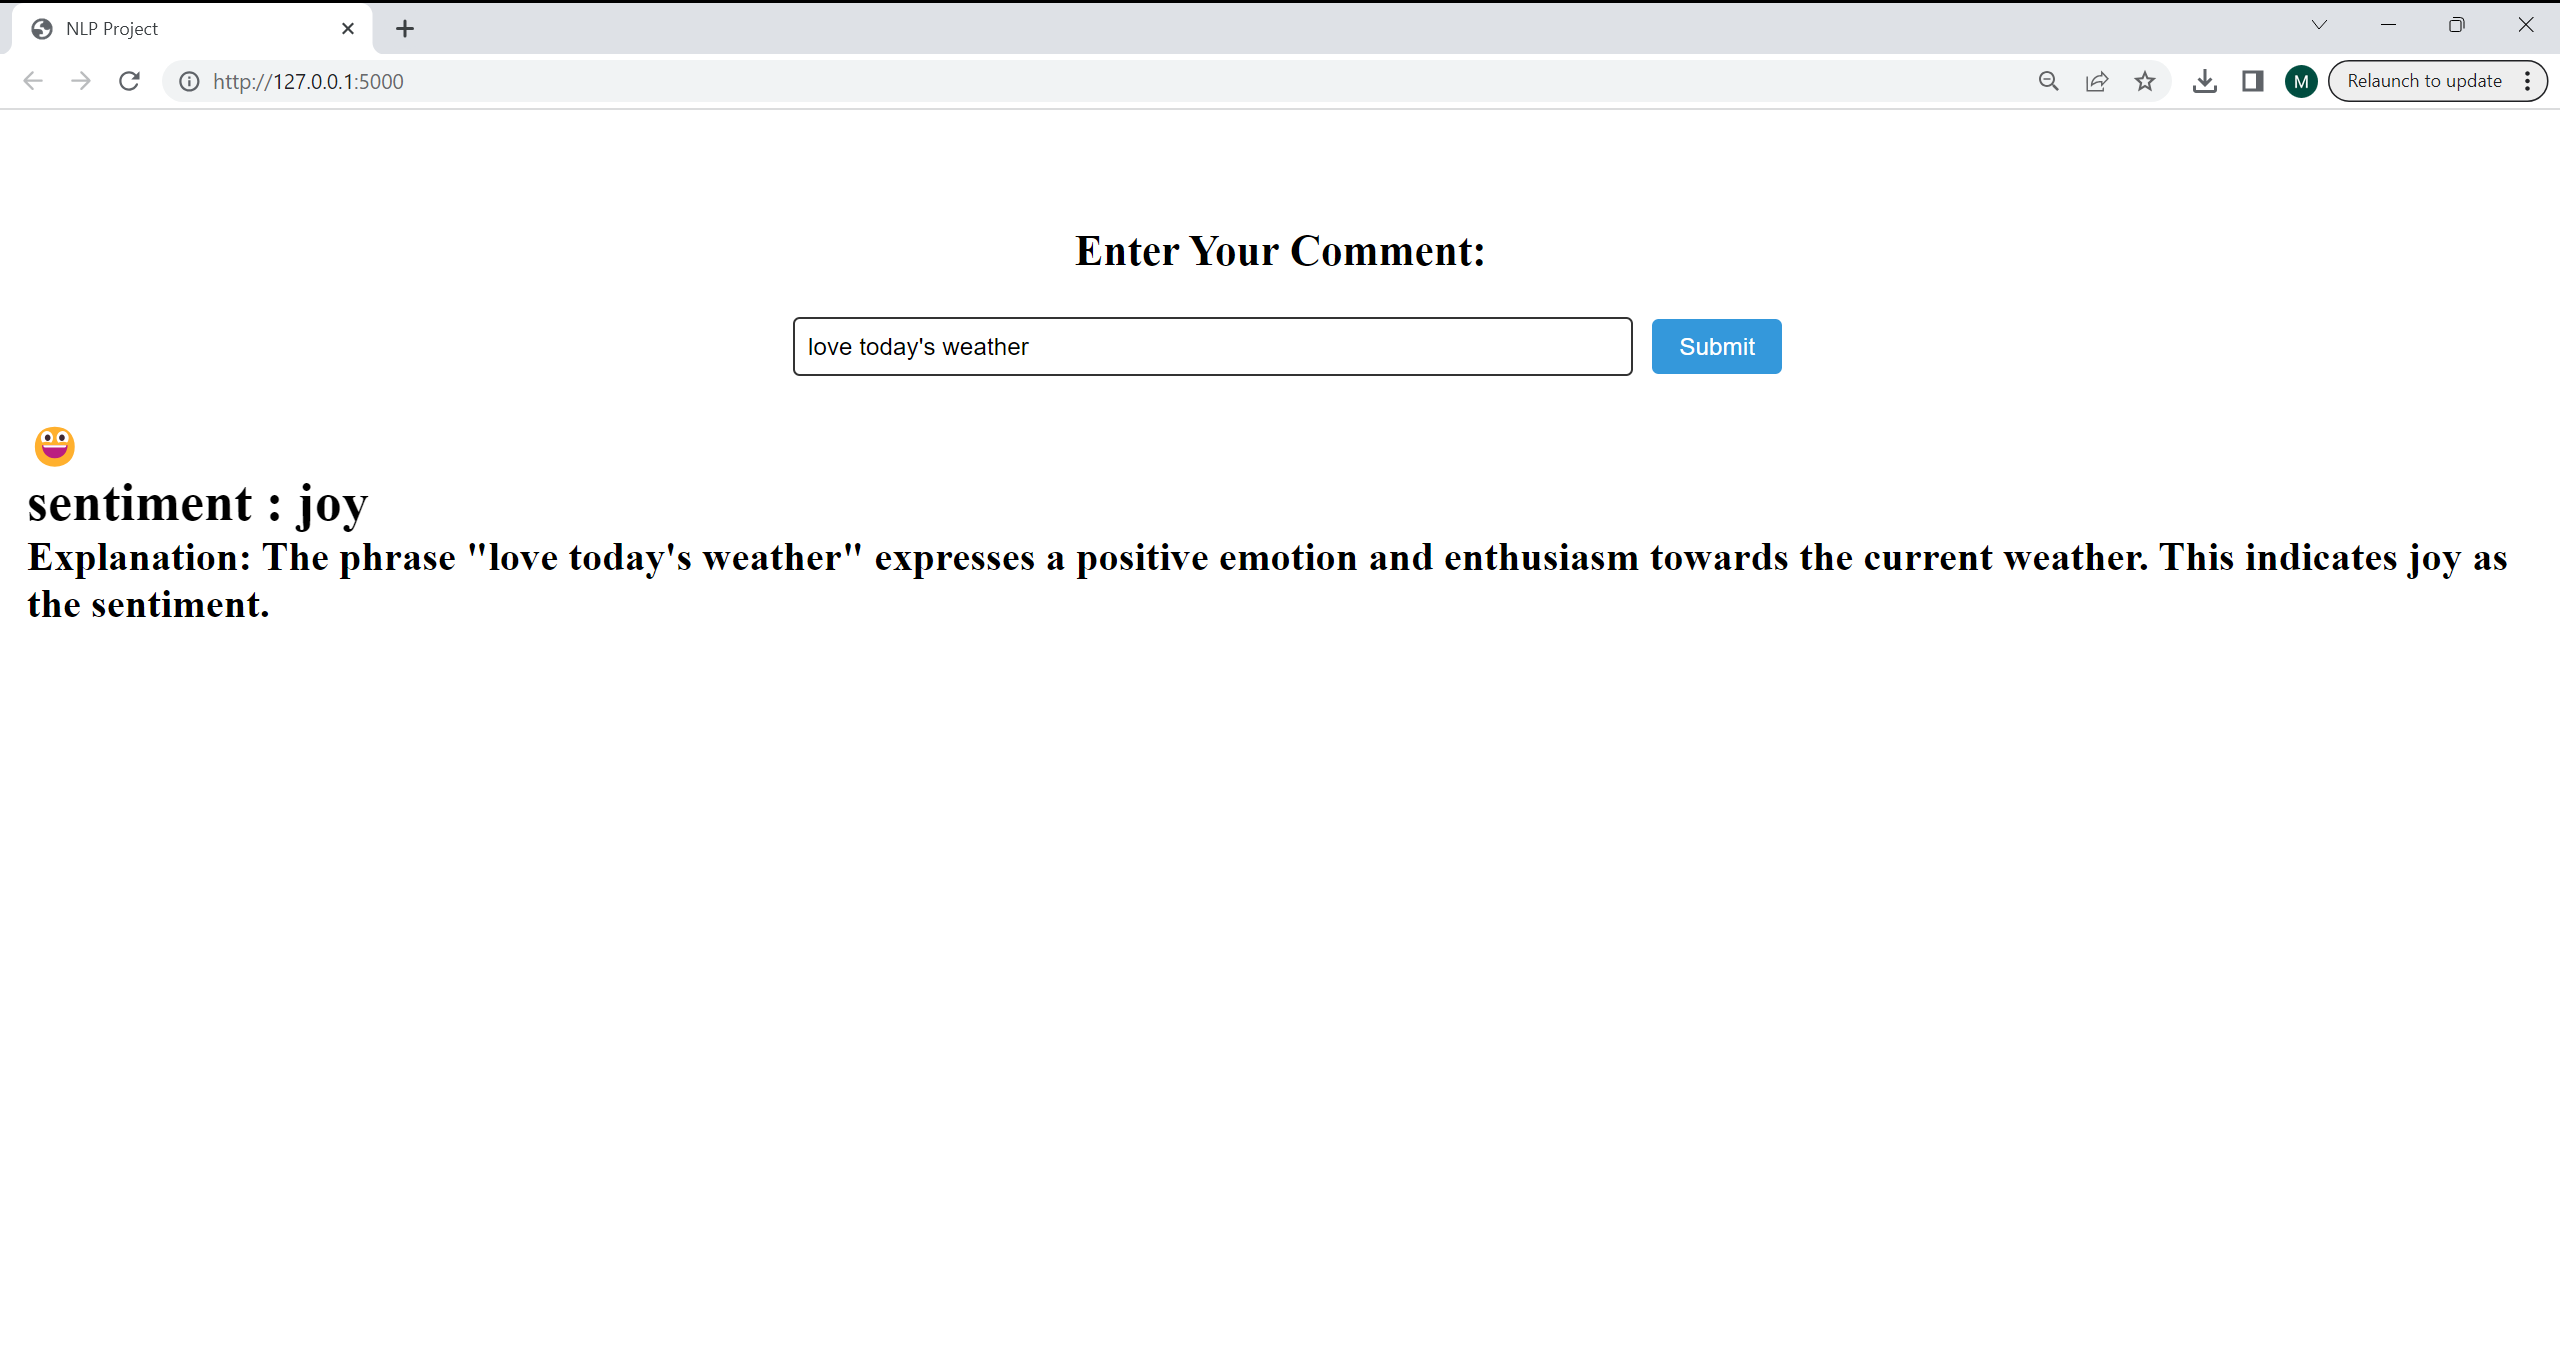 NLP Project
http://127.0.0.1:5000
M
Relaunch to update
Enter Your Comment:
love today's weather
Submit
sentiment : joy
Explanation: The phrase "love today's weather" expresses a positive emotion and enthusiasm towards the current weather. This indicates joy as
the sentiment.